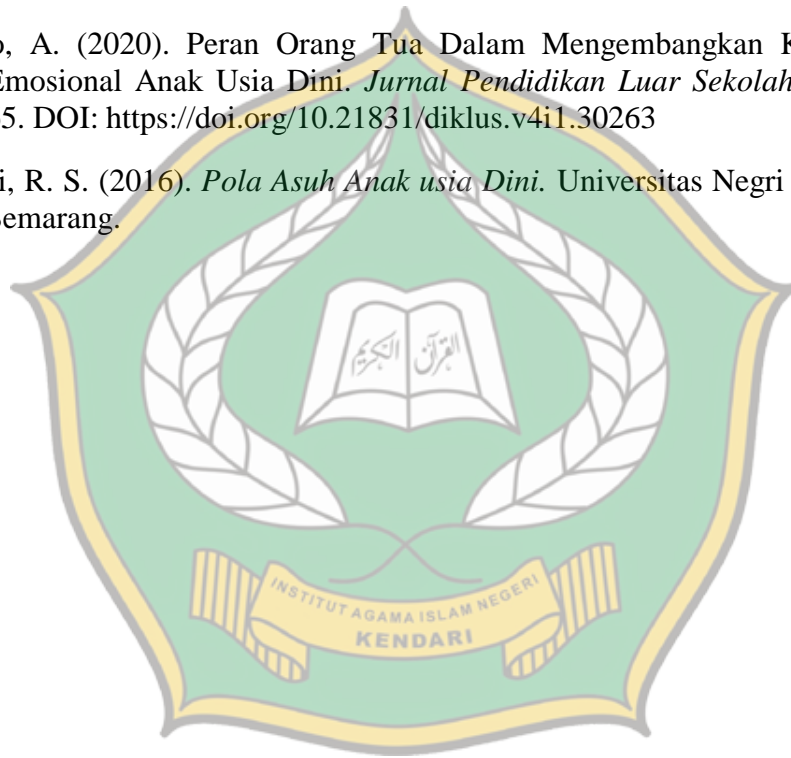 o, A. (2020). Peran Orang Tua Dalam Mengembangkan K
Emosional Anak Usia Dini. Jurnal Pendidikan Luar Sekolah
5. DOI: https://doi.org/10.21831/diklus.v4i1.30263
i, R. S. (2016). Pola Asuh Anak usia Dini. Universitas Negri
Semarang.
القرآن الكريم
INSTITUT AGAMA ISLAM NEGERI
KENDARI